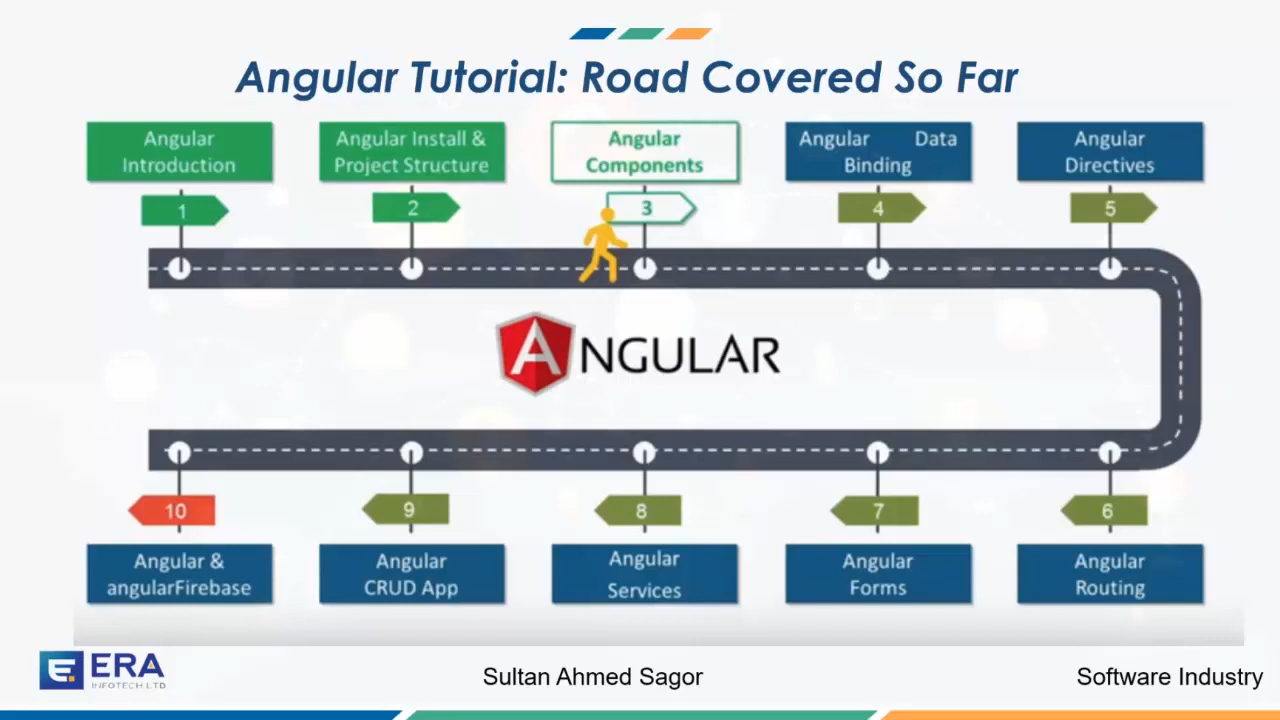 Angular Tutorial: Road Covered So Far
Angular
Introduction
Angular Install &
Project Structure
Angular
Components
Angular Data
Binding
Angular
Directives
1
2
3
4
5
ANGULAR
10
9
8
7
6
Angular &
angularFirebase
Angular
CRUD App
Angular
Services
Angular
Forms
Angular
Routing
ERA
INFOTECH LTD
Sultan Ahmed Sagor
Software Industry